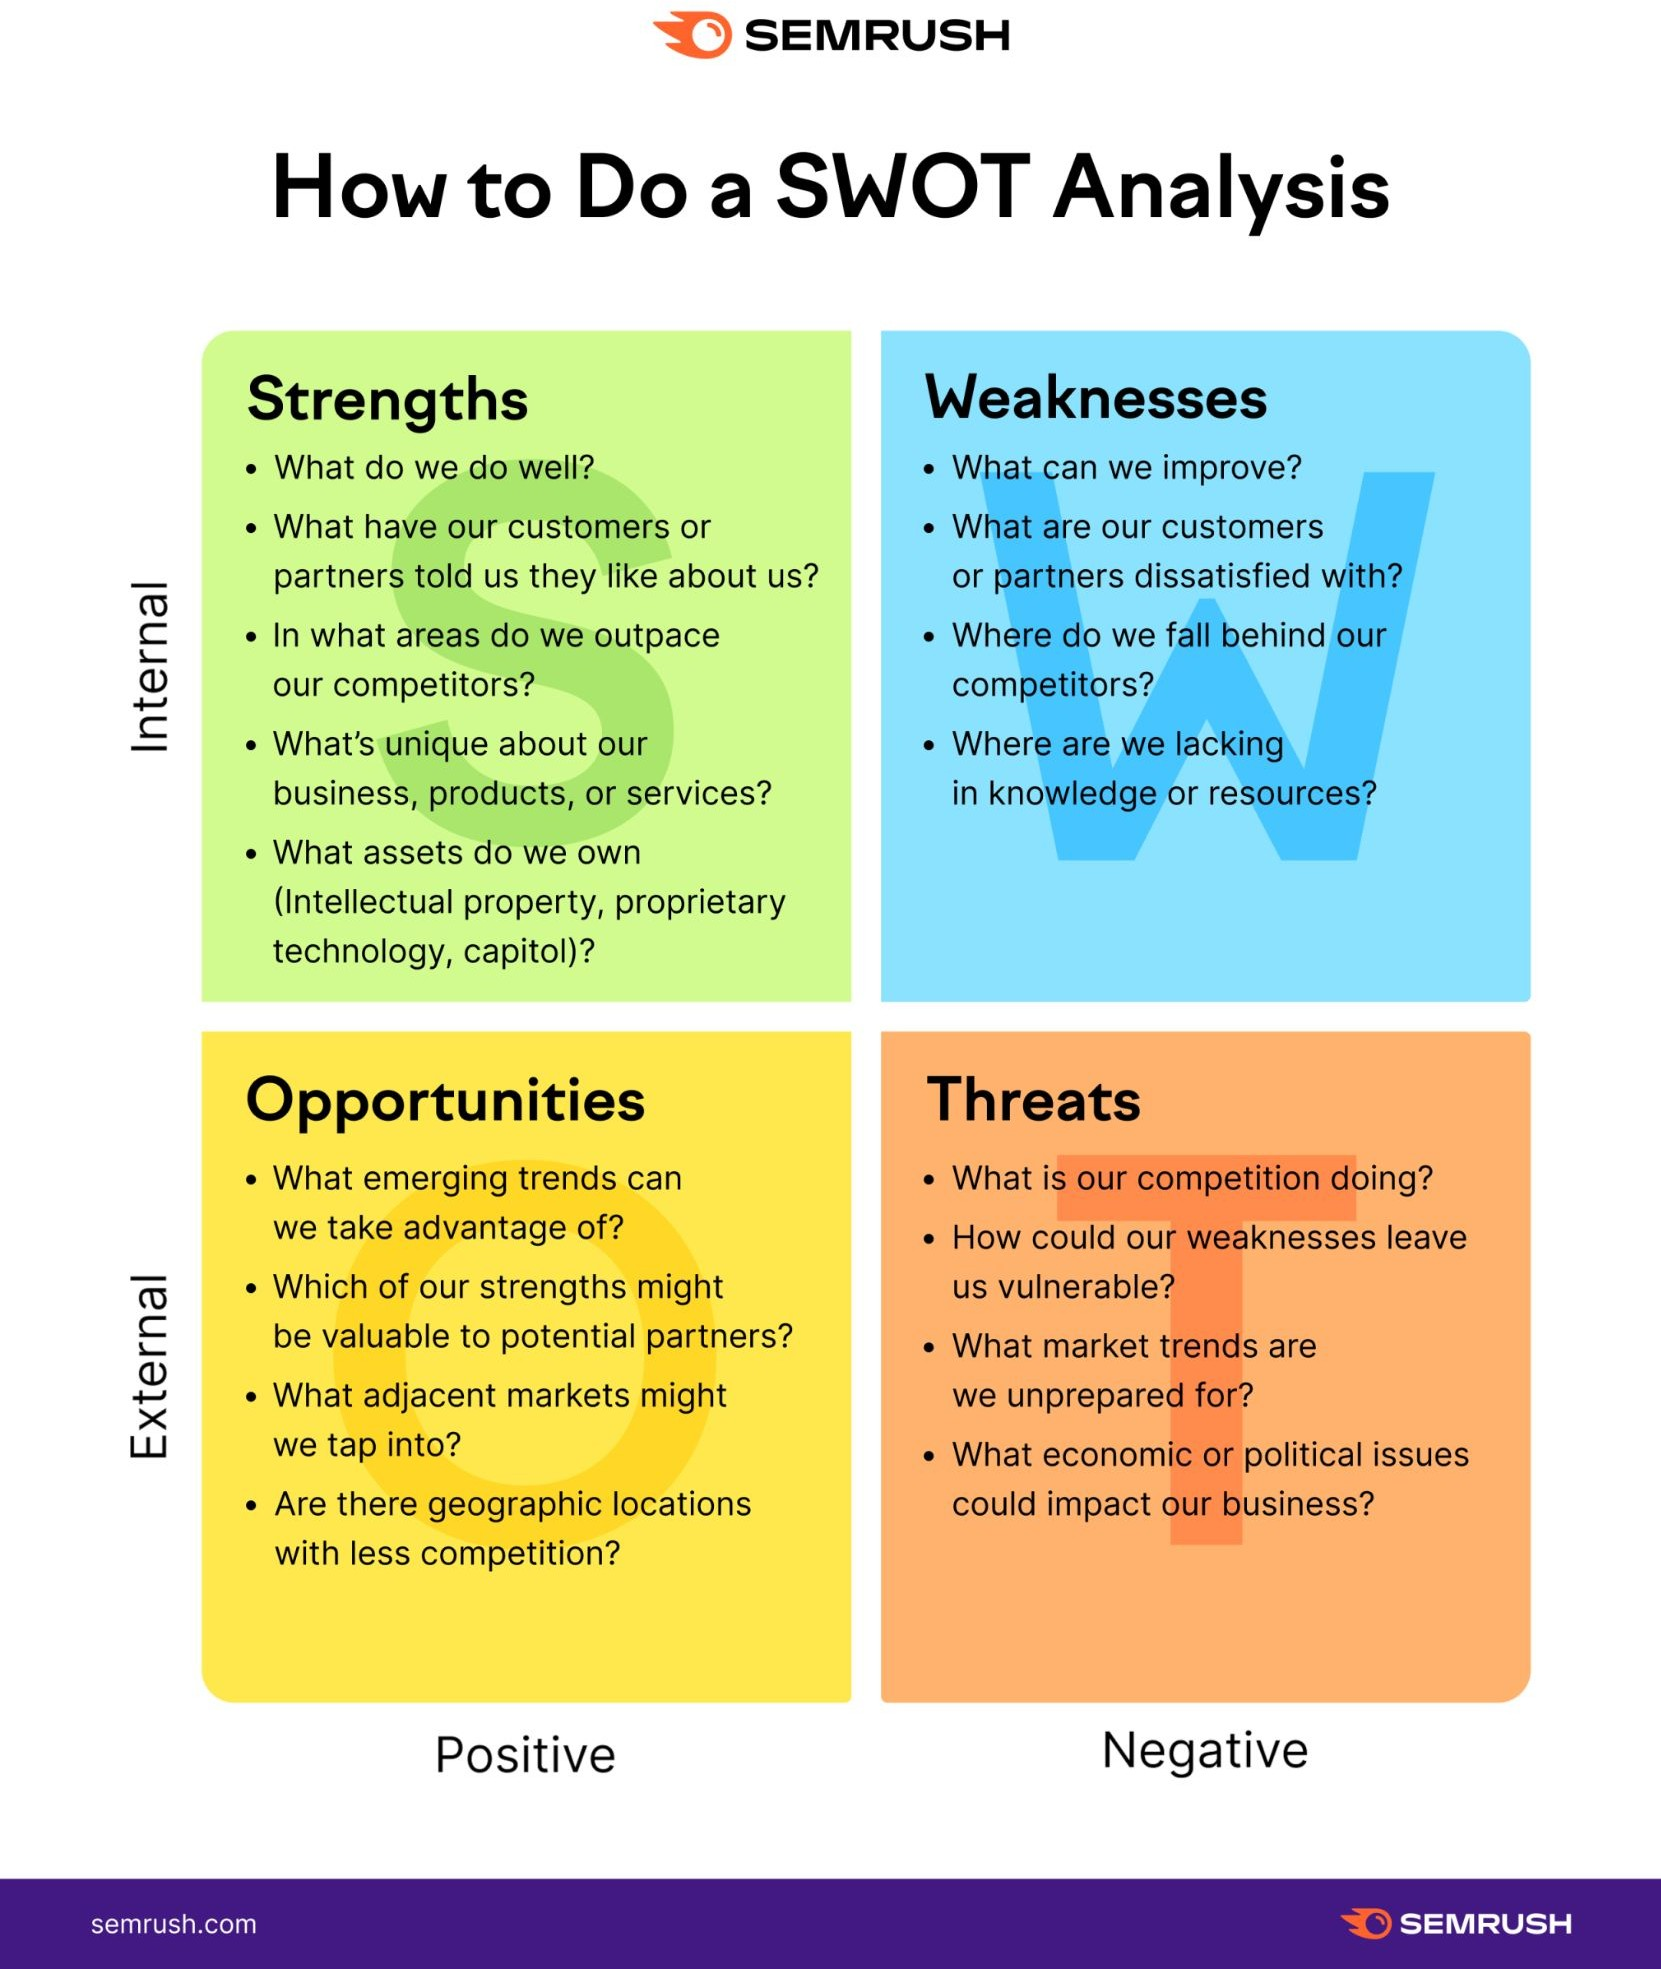 SEMRUSH
How to Do a SWOT Analysis
Internal
Strengths
• What do we do well?
• What have our customers or
partners told us they like about us?
• In what areas do we outpace
our competitors?
• What’s unique about our
business, products, or services?
• What assets do we own
(Intellectual property, proprietary
technology, capitol)?
Weaknesses
• What can we improve?
• What are our customers
or partners dissatisfied with?
• Where do we fall behind our
competitors?
• Where are we lacking
in knowledge or resources?
External
Opportunities
• What emerging trends can
we take advantage of?
• Which of our strengths might
be valuable to potential partners?
• What adjacent markets might
we tap into?
• Are there geographic locations
with less competition?
Threats
• What is our competition doing?
• How could our weaknesses leave
us vulnerable?
• What market trends are
we unprepared for?
• What economic or political issues
could impact our business?
S
W
O
T
Positive
Negative
semrush.com
SEMRUSH